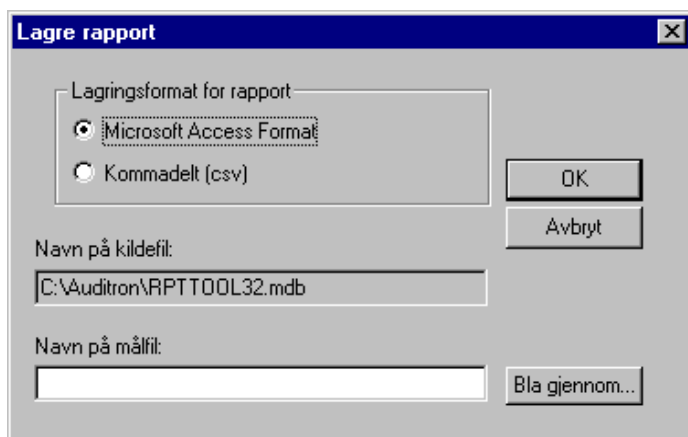 Lagre rapport
Lagringsformat for rapport
Microsoft Access Format
Kommadelt (csv)
OK
Avbryt
Navn på kildefil:
C:\Auditron\RPTTOOL32.mdb
Navn på målfil:
Bla gjennom...